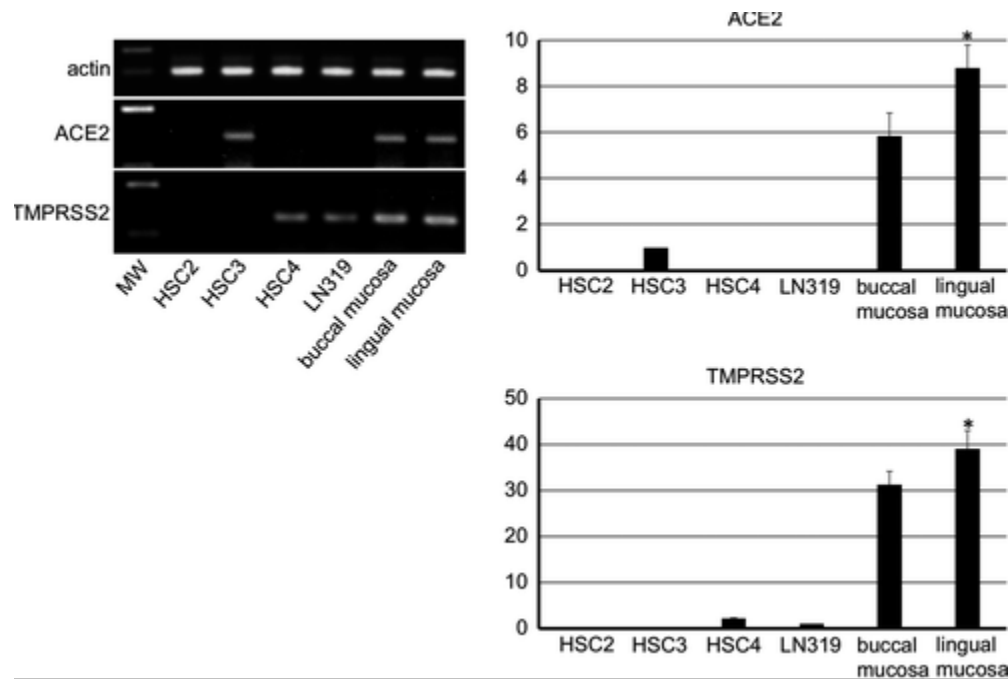 actin
ACE2
TMPRSS2
MW
HSC2
HSC3
HSC4
LN319
buccal mucosa
lingual mucosa
ACE2
10
*
8
6
4
2
0
HSC2 HSC3 HSC4 LN319 buccal lingual
mucosa mucosa
TMPRSS2
50
*
40
30
20
10
0
HSC2 HSC3 HSC4 LN319 buccal lingual
mucosa mucosa